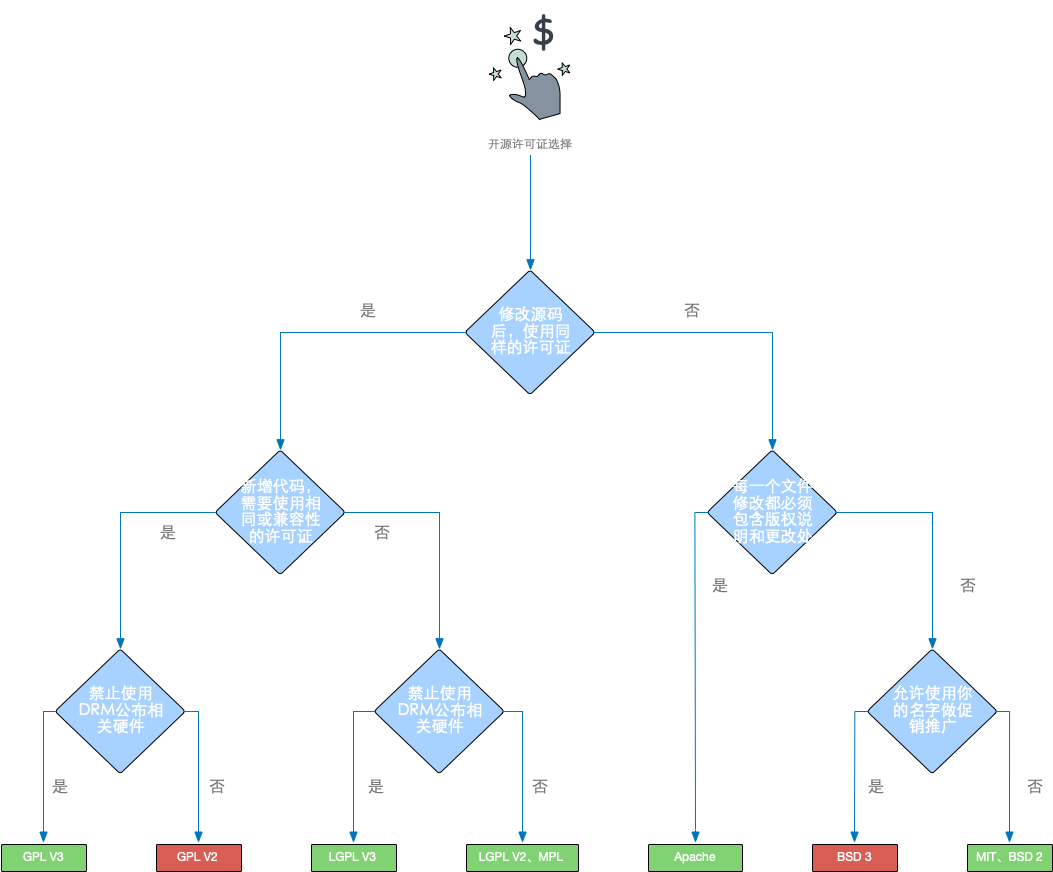 $
开源许可证选择
是
否
修改源码
后，使用同
样的许可证
新增代码，
需要使用相
同或兼容性
的许可证
每一个文件
修改都必须
包含版权说
明和更改处
是
否
是
否
禁止使用
DRM公布相
关硬件
禁止使用
DRM公布相
关硬件
允许使用你
的名字做促
销推广
是
否
是
否
是
否
GPL V3
GPL V2
LGPL V3
LGPL V2、MPL
Apache
BSD 3
MIT、BSD 2